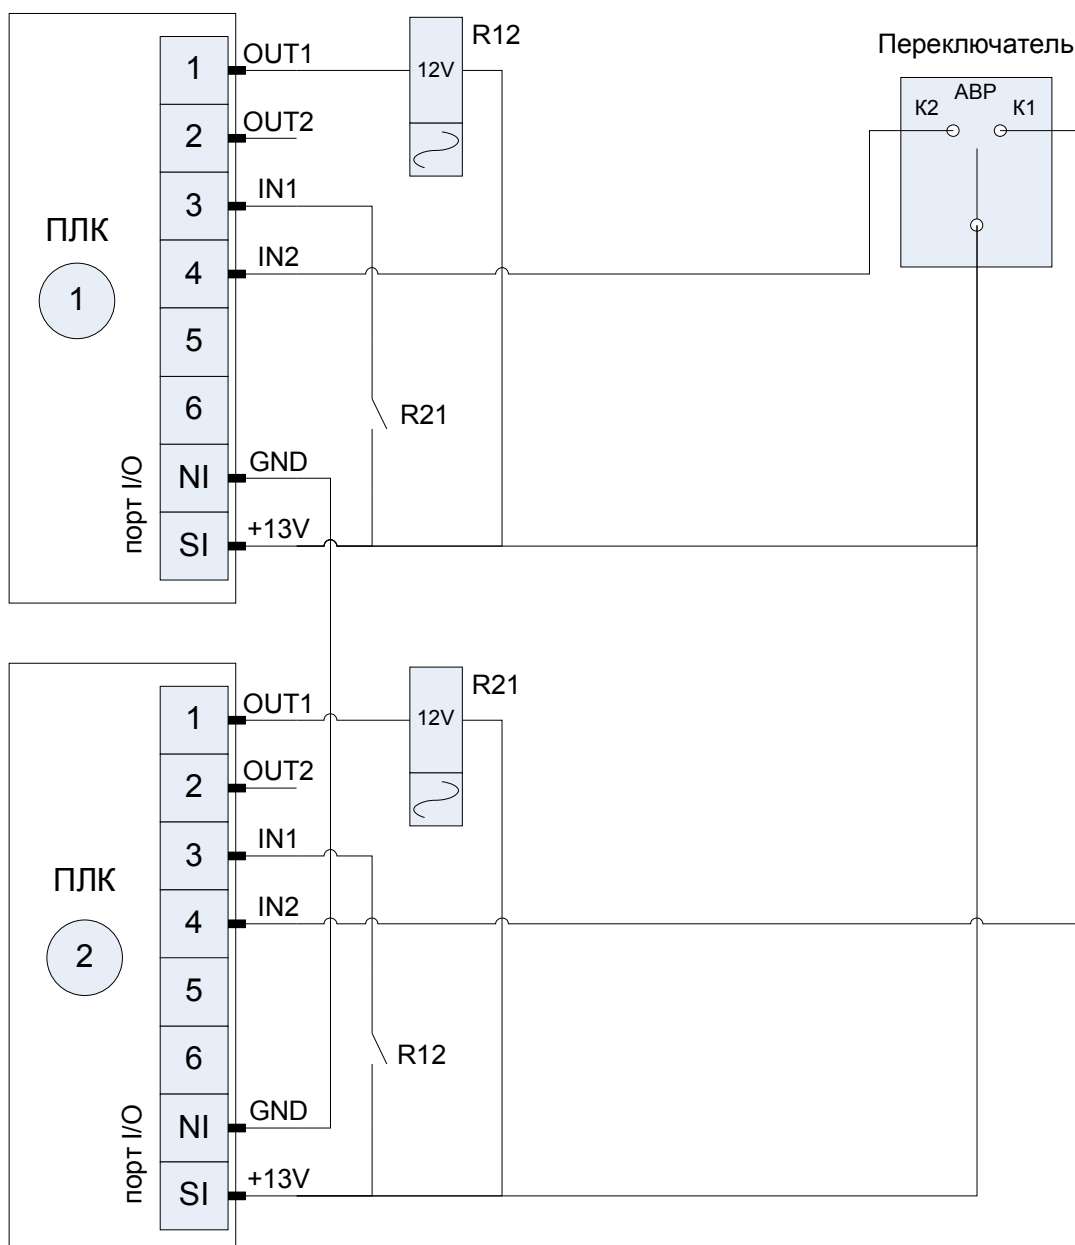 ПЛК
1
порт I/O
1
2
3
4
5
6
NI
SI
OUT1
OUT2
IN1
IN2
GND
+13V
12V
R12
R21
Переключатель
АВР
К2
К1
ПЛК
2
порт I/O
1
2
3
4
5
6
NI
SI
OUT1
OUT2
IN1
IN2
GND
+13V
12V
R21
R12